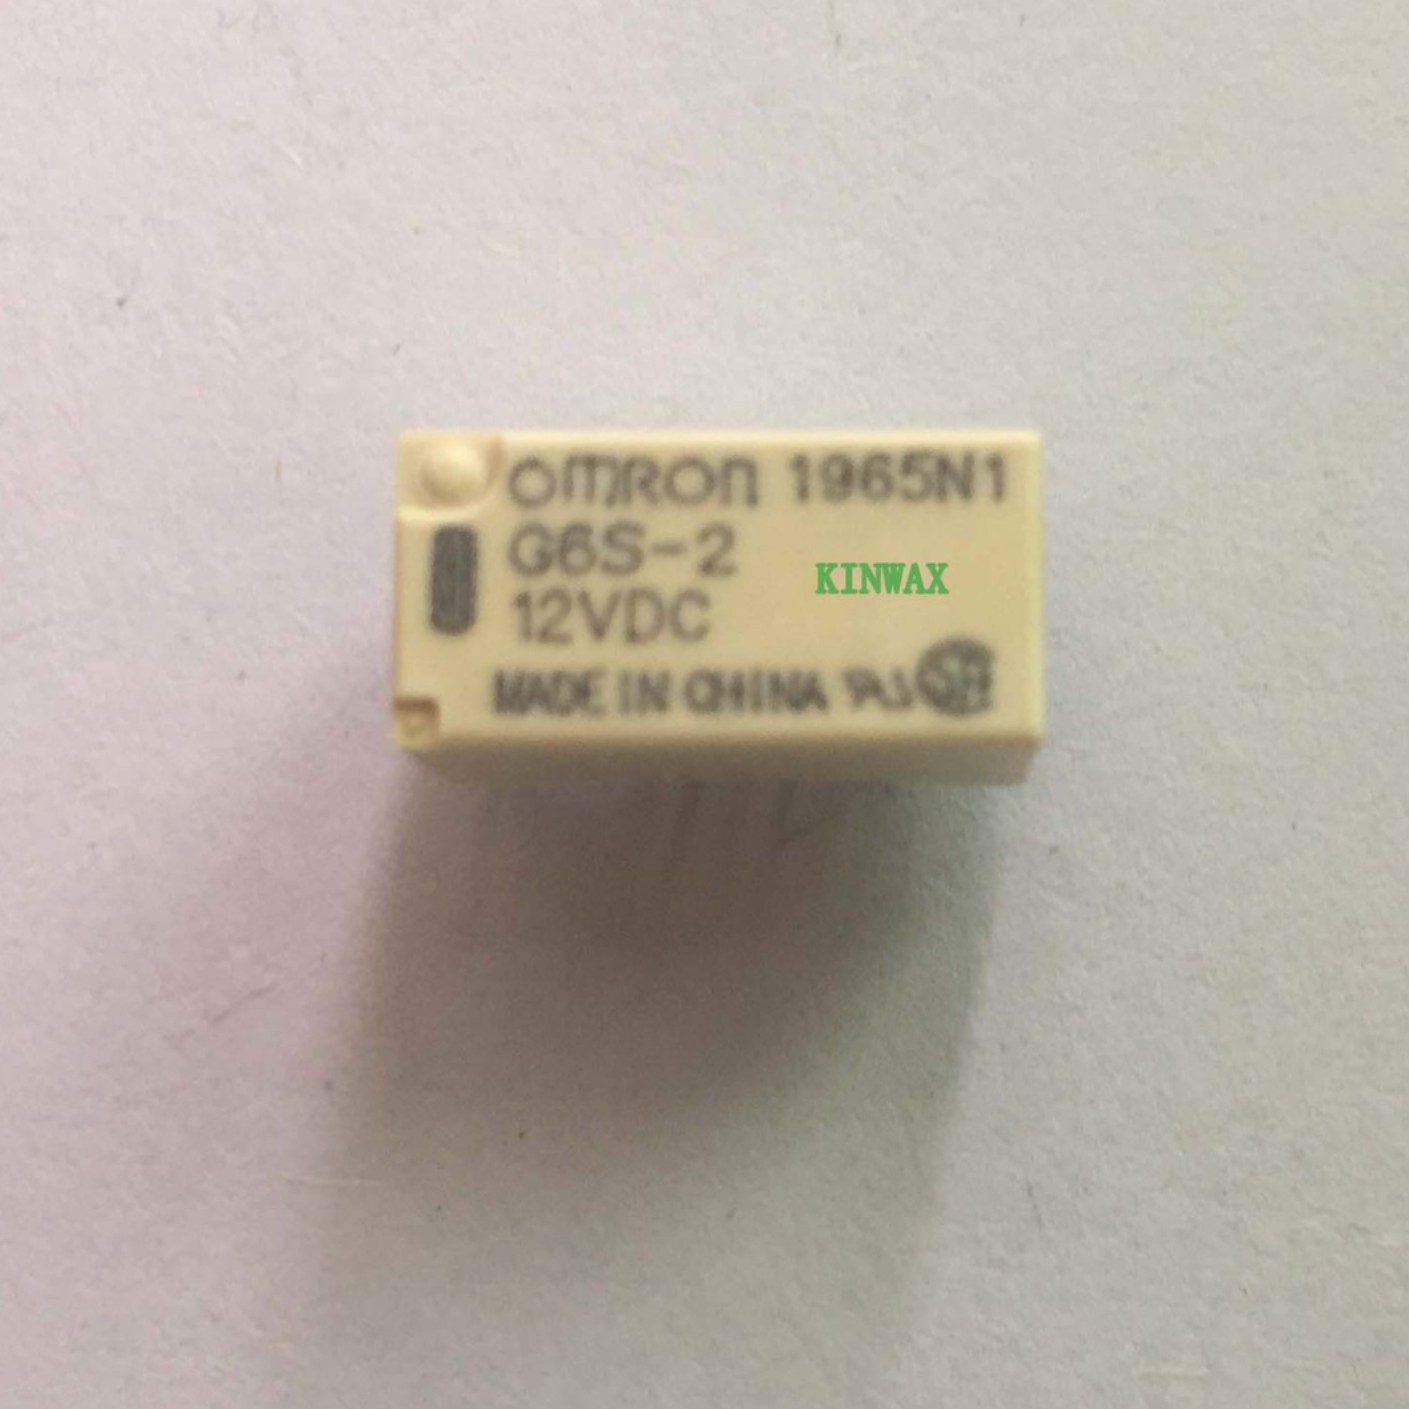 OMRON 1965N1
G6S-2
12VDC
KINWAX
MADE IN CHINA